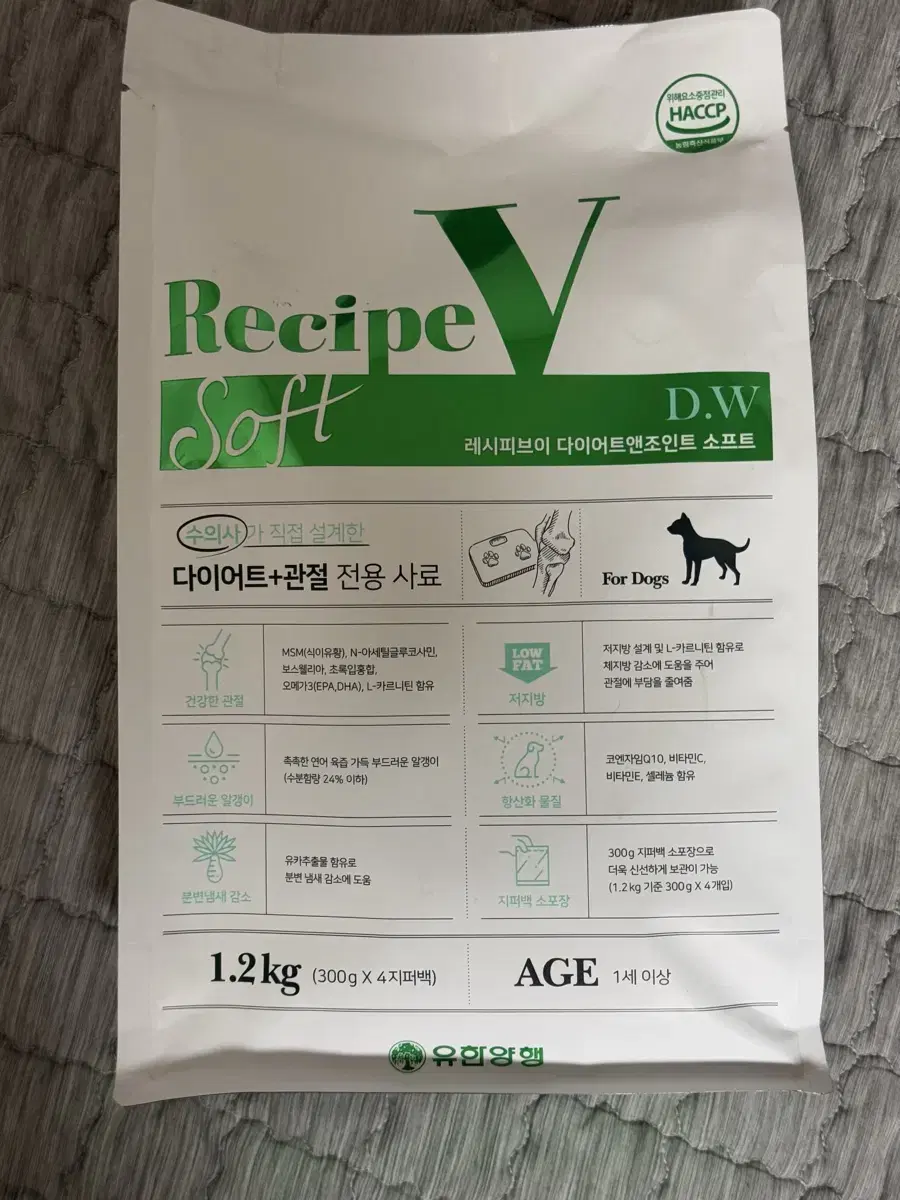 위해요소중점관리
HACCP
농림축산식품부
Recipe V
Soft
D.W
레시피브이 다이어트앤조인트 소프트
수의사가 직접 설계한
다이어트+관절 전용 사료
For Dogs
건강한 관절
MSM(식이유황), N-아세틸글루코사민,
보스웰리아, 초록입홍합,
오메가3(EPA,DHA), L-카르니틴 함유
LOW
FAT
저지방
저지방 설계 및 L-카르니틴 함유로
체지방 감소에 도움을 주어
관절에 부담을 줄여줌
부드러운 알갱이
촉촉한 연어 육즙 가득 부드러운 알갱이
(수분함량 24% 이하)
항산화 물질
코엔자임Q10, 비타민C,
비타민E, 셀레늄 함유
분변냄새 감소
유카추출물 함유로
분변 냄새 감소에 도움
지퍼백 소포장
300g 지퍼백 소포장으로
더욱 신선하게 보관이 가능
(1.2kg 기준 300g X 4개입)
1.2kg (300g X 4지퍼백)
AGE 1세 이상
유한양행